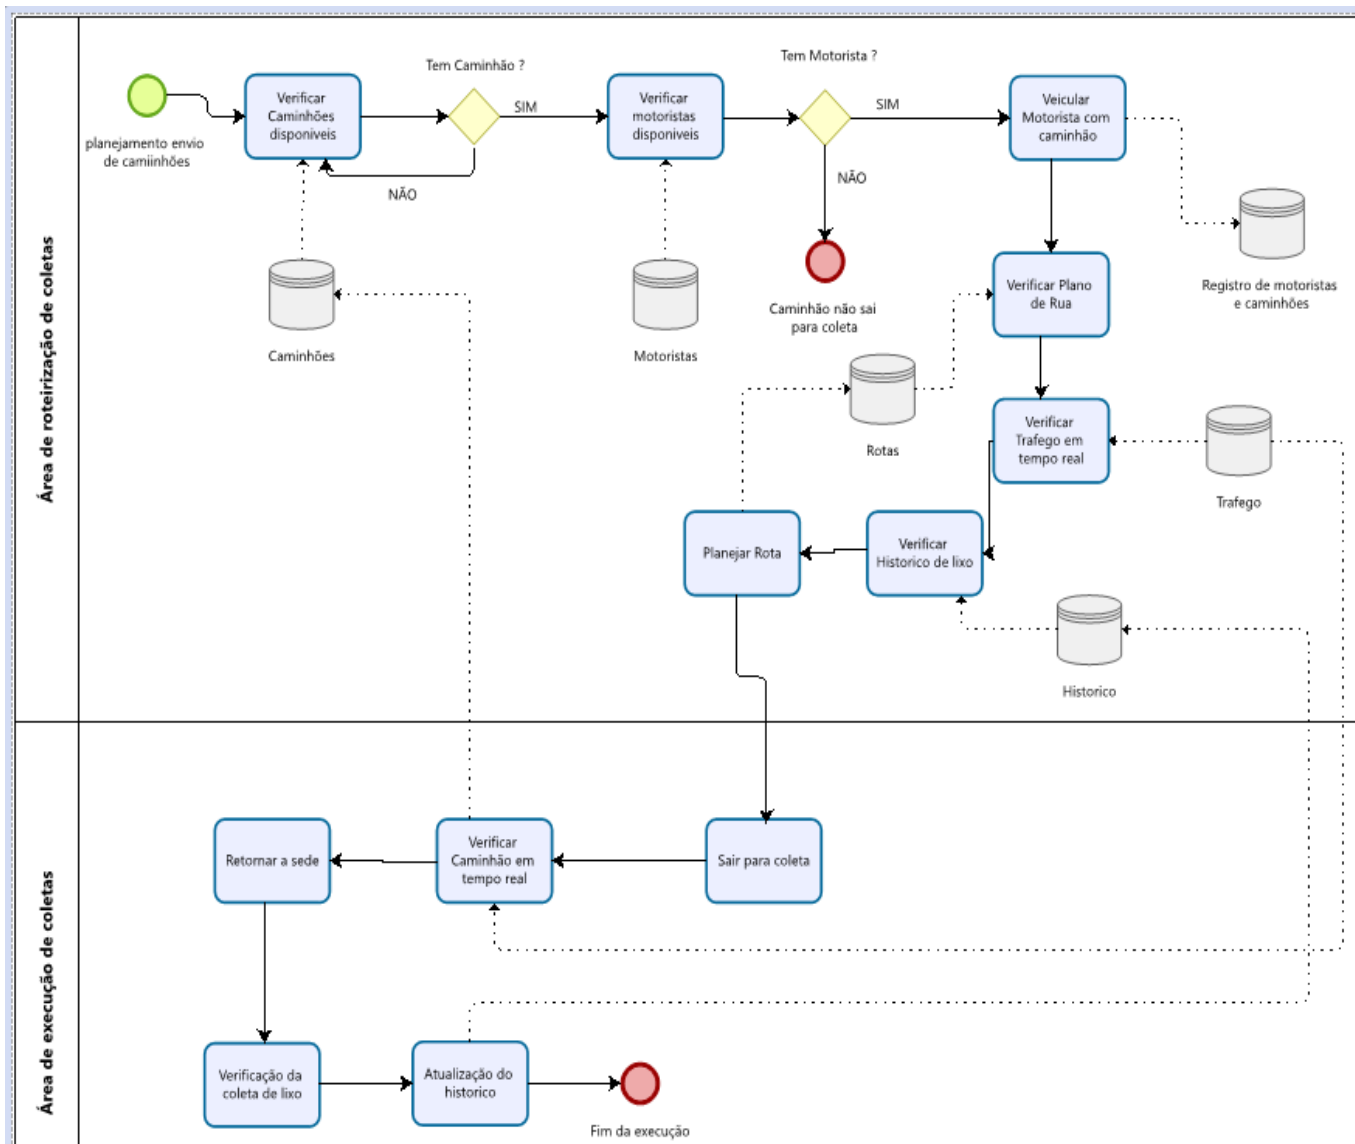 Área de roteirização de coletas
planejamento envio
de camiinhões
Verificar
Caminhões
disponiveis
Tem Caminhão ?
SIM
NÃO
Verificar
motoristas
disponiveis
Tem Motorista ?
SIM
NÃO
Caminhão não sai
para coleta
Veicular
Motorista com
caminhão
Registro de motoristas
e caminhões
Caminhões
Motoristas
Verificar Plano
de Rua
Rotas
Verificar
Trafego em
tempo real
Trafego
Verificar
Historico de lixo
Planejar Rota
Historico
Área de execução de coletas
Sair para coleta
Verificar
Caminhão em
tempo real
Retornar a sede
Verificação da
coleta de lixo
Atualização do
historico
Fim da execução